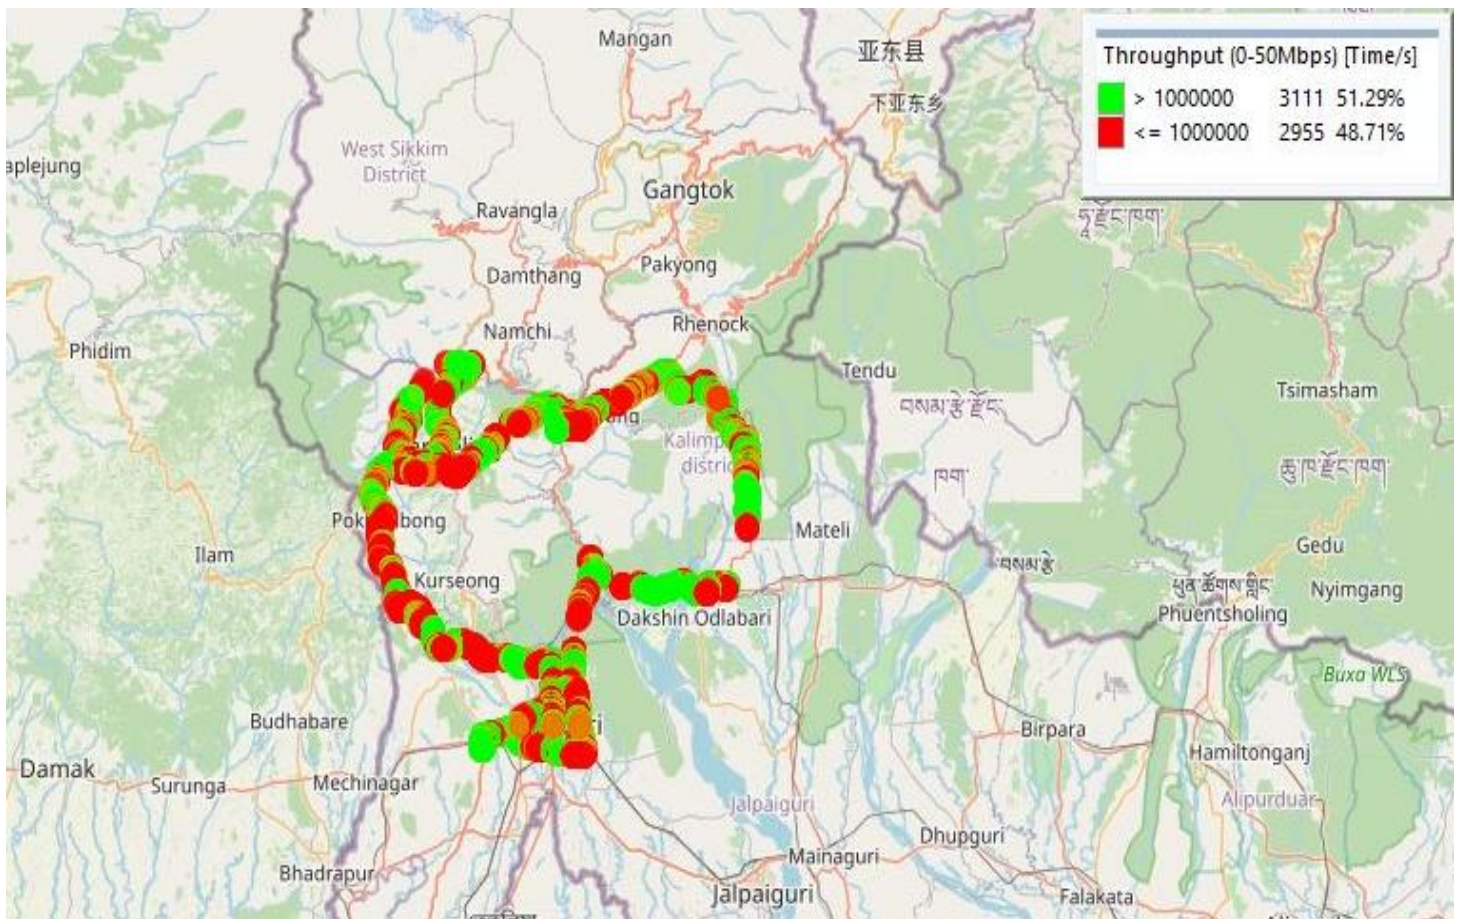 Throughput (0-50Mbps) [Time/s]
> 1000000 3111 51.29%
<= 1000000 2955 48.71%
Mangan
亚东县
下亚东乡
aplejung
West Sikkim
District
Gangtok
Ravangla
Pakyong
Damthang
Rhenock
Namchi
Phidim
Tendu
Tsimasham
Kalimp
distric
Mateli
Ilam
Kurseong
Gedu
Nyimgang
Phuentsholing
Dakshin Odlabari
Buxa WLS
Budhabare
Birpara
Hamiltonganj
Damak
Surunga
Mechinagar
Jalpaiguri
Alipurduar
Dhupguri
Mainaguri
Bhadrapur
Jalpaiguri
Falakata